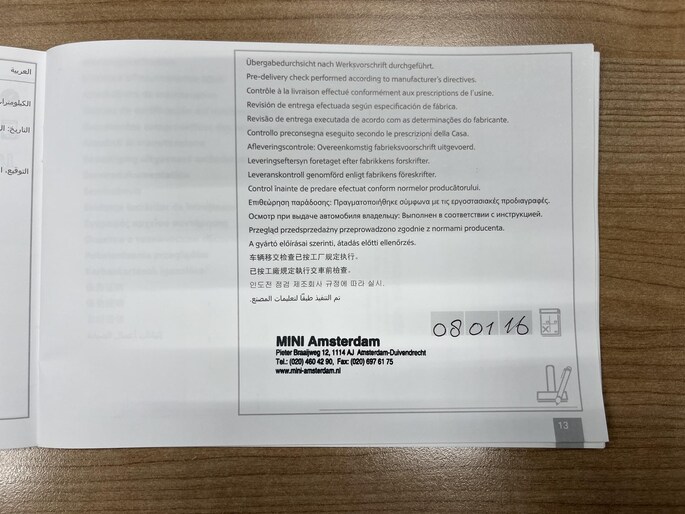 العربية
التوقيع، ا
Übergabedurchsicht nach Werksvorschrift durchgeführt.
Pre-delivery check performed according to manufacturer's directives.
Contrôle à la livraison effectué conformément aux prescriptions de l'usine.
Revisión de entrega efectuada según especificación de fábrica.
Revisão de entrega executada de acordo com as determinações do fabricante.
Controllo preconsegna eseguito secondo le prescrizioni della Casa.
Afleveringscontrole: Overeenkomstig fabrieksvoorschrift uitgevoerd.
Leveringseftersyn foretaget efter fabrikkens forskrifter.
Leveranskontroll genomförd enligt fabrikens föreskrifter.
Control înainte de predare efectuat conform normelor producătorului.
Επιθεώρηση παράδοσης: Πραγματοποιήθηκε σύμφωνα με τις εργοστασιακές προδιαγραφές.
Осмотр при выдаче автомобиля владельцу: Выполнен в соответствии с инструкцией.
Przegląd przedsprzedażny przeprowadzono zgodnie z normami producenta.
A gyártó előírásai szerinti, átadás előtti ellenőrzés.
车辆移交检查已按工厂规定执行。
已按工廠規定執行交車前檢查。
인도전 점검 제조회사 규정에 따라 실시.
تم التنفيذ طبقًا لتعليمات المصنع.
08 01 16
MINI Amsterdam
Pieter Braaijweg 12, 1114 AJ Amsterdam-Duivendrecht
Tel.: (020) 460 42 90, Fax: (020) 697 61 75
www.mini-amsterdam.nl
13